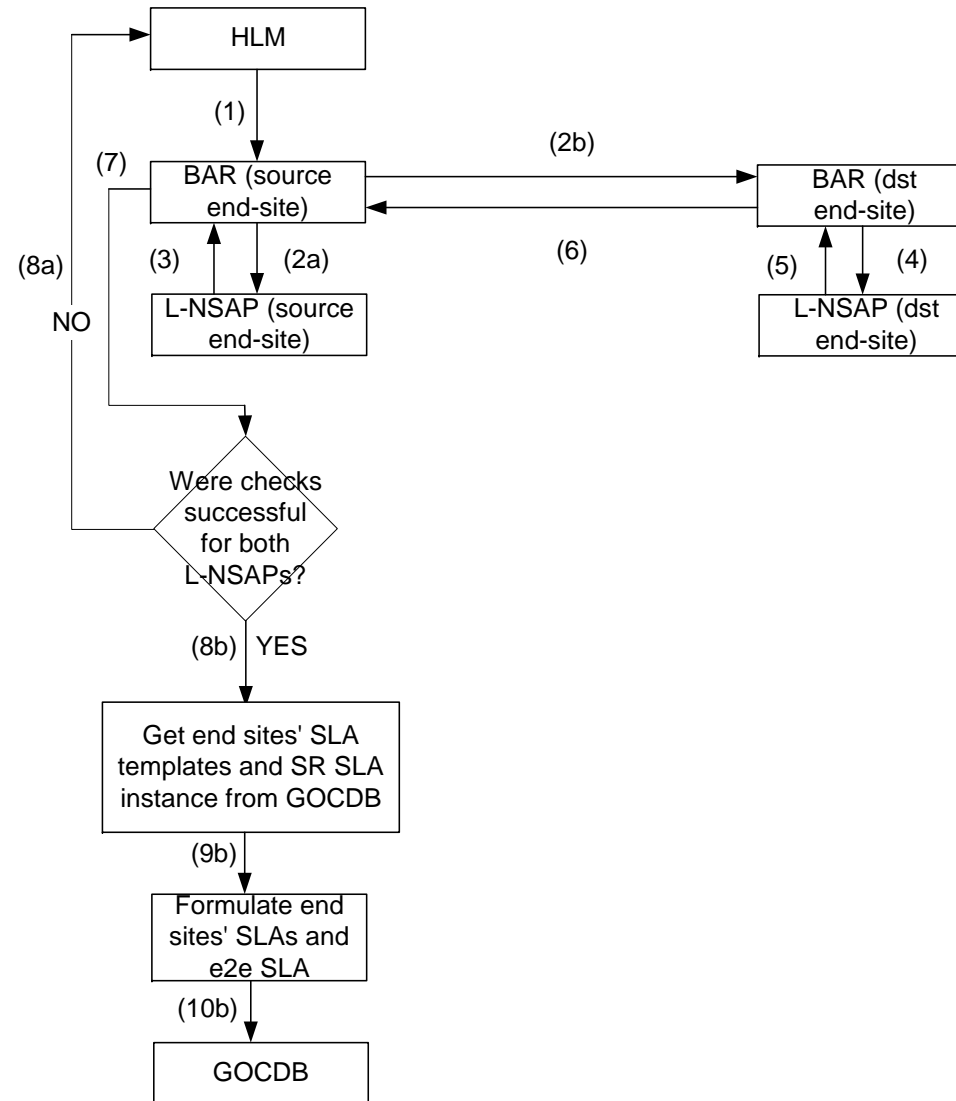 HLM
(1)
(2b)
(7)
BAR (source
end-site)
BAR (dst
end-site)
(8a)
(3)
(2a)
(6)
(5)
(4)
NO
L-NSAP (source
end-site)
L-NSAP (dst
end-site)
Were checks
successful
for both
L-NSAPs?
(8b)
YES
Get end sites' SLA
templates and SR SLA
instance from GOCDB
(9b)
Formulate end
sites' SLAs and
e2e SLA
(10b)
GOCDB